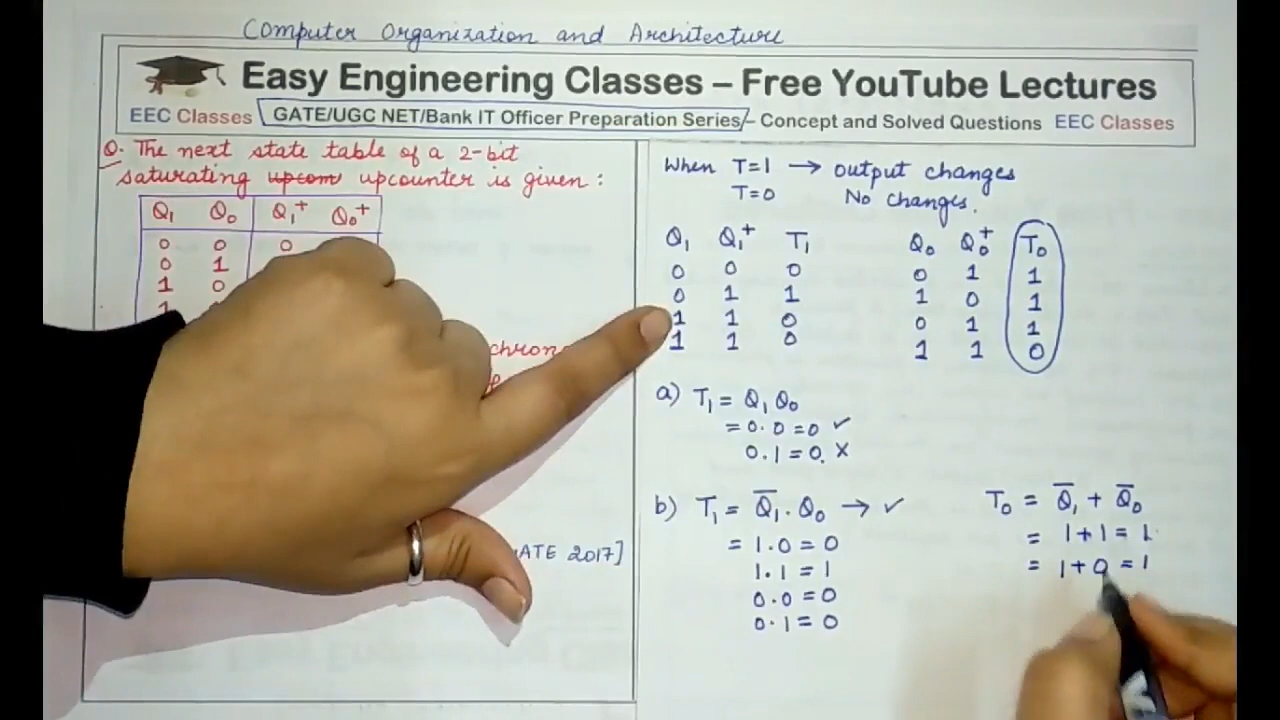 Computer Organization and Architecture
Easy Engineering Classes – Free YouTube Lectures
EEC Classes GATE/UGC NET/Bank IT Officer Preparation Series – Concept and Solved Questions EEC Classes
Q. The next state table of a 2-bit
saturating upcounter is given :
Q₁ Q₀ Q₁⁺ Q₀⁺
0 0 0
0 1
1 0
1
chron
ATE 2017]
When T=1 → output changes
T=0 No changes.
Q₁ Q₁⁺ T₁ Q₀ Q₀⁺ T₀
0 0 0 0 1 1
0 1 1 1 0 1
1 1 0 0 1 1
1 1 0 1 1 0
a) T₁ = Q₁Q₀
= 0.0 = 0 ✓
0.1 = 0. ×
b) T₁ = Q̅₁.Q₀ → ✓
= 1.0 = 0
1.1 = 1
0.0 = 0
0.1 = 0
T₀ = Q̅₁ + Q̅₀
= 1+1 = 1.
= 1+0 = 1